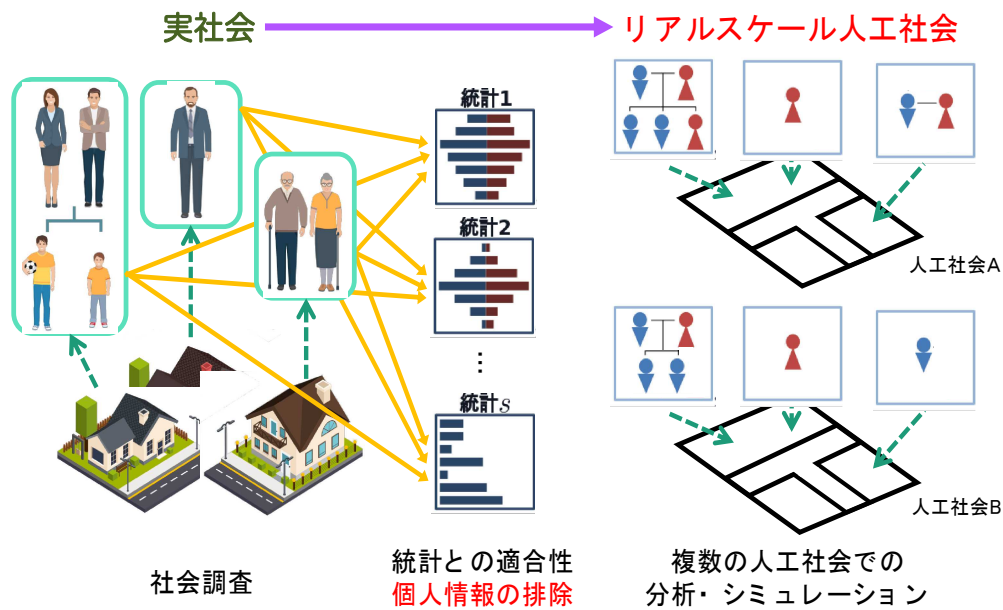 実社会
リアルスケール人工社会
統計1
統計2
⋮
統計s
人工社会A
人工社会B
社会調査
統計との適合性
個人情報の排除
複数の人工社会での
分析・シミュレーション